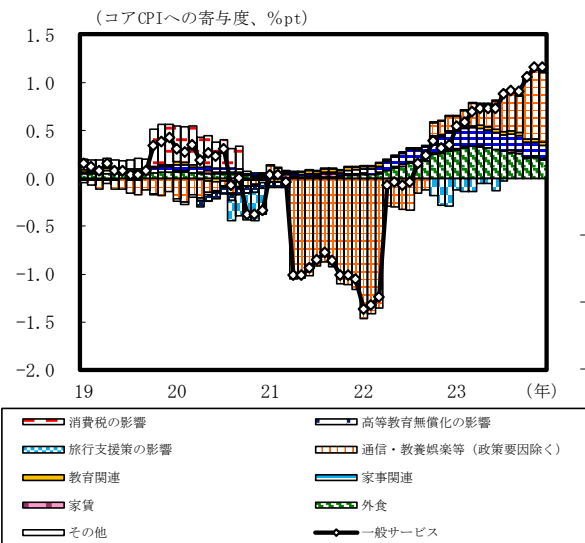 （コアCPIへの寄与度、%pt）
1.5
1.0
0.5
0.0
-0.5
-1.0
-1.5
-2.0
19 20 21 22 23 （年）
消費税の影響 高等教育無償化の影響
旅行支援策の影響 通信・教養娯楽等（政策要因除く）
教育関連 家事関連
家賃 外食
その他 一般サービス